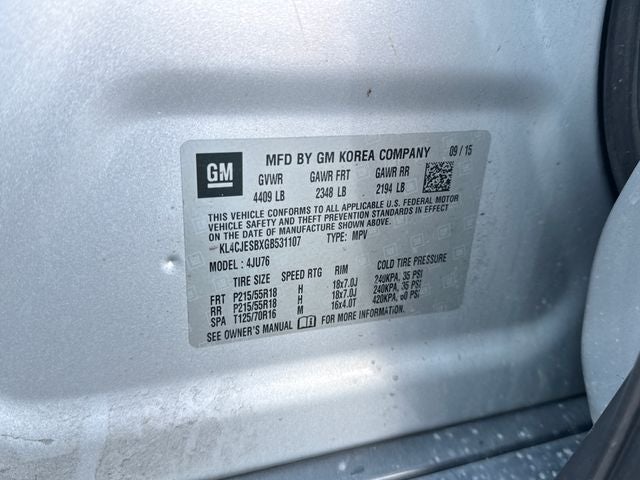 GM
MFD BY GM KOREA COMPANY 09/15
GVWR GAWR FRT GAWR RR
4409 LB 2348 LB 2194 LB
THIS VEHICLE CONFORMS TO ALL APPLICABLE U.S. FEDERAL MOTOR
VEHICLE SAFETY AND THEFT PREVENTION STANDARDS IN EFFECT
ON THE DATE OF MANUFACTURE SHOWN ABOVE.
KL4CJESBXGB531107 TYPE: MPV
MODEL : 4JU76
TIRE SIZE SPEED RTG RIM COLD TIRE PRESSURE
FRT P215/55R18 H 18x7.0J 240KPA, 35 PSI
RR P215/55R18 H 18x7.0J 240KPA, 35 PSI
SPA T125/70R16 M 16x4.0T 420KPA, 60 PSI
SEE OWNER'S MANUAL FOR MORE INFORMATION.